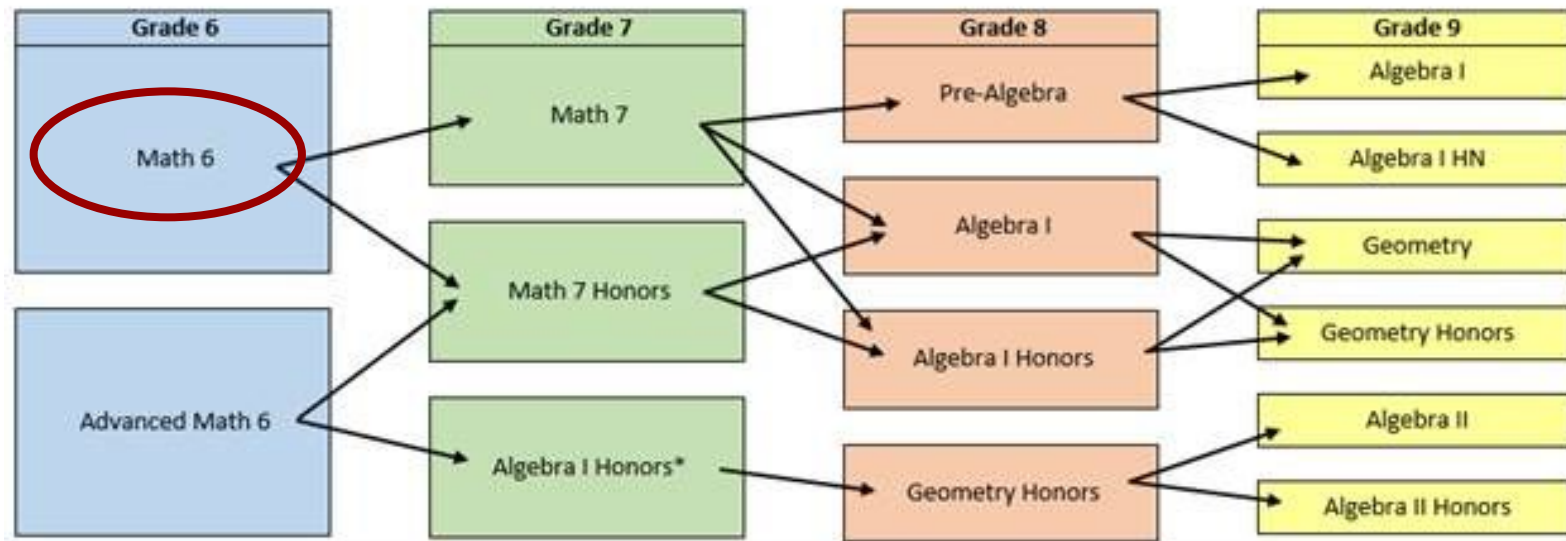 Grade 6
Math 6
Advanced Math 6
Grade 7
Math 7
Math 7 Honors
Algebra I Honors*
Grade 8
Pre-Algebra
Algebra I
Algebra I Honors
Geometry Honors
Grade 9
Algebra I
Algebra I HN
Geometry
Geometry Honors
Algebra II
Algebra II Honors